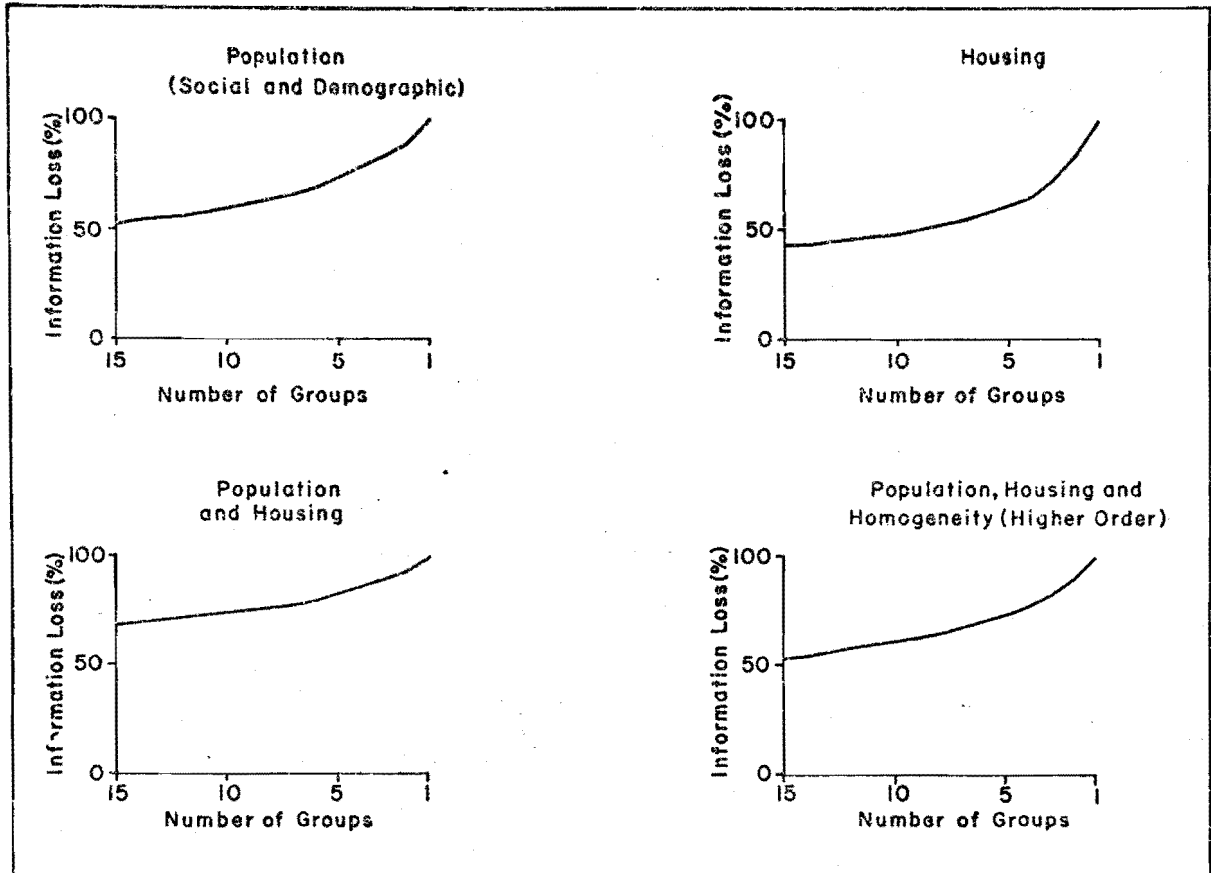 Population
(Social and Demographic)
Information Loss (%)
100
50
0
15 10 5 1
Number of Groups
Housing
Information Loss (%)
100
50
0
15 10 5 1
Number of Groups
Population
and Housing
Information Loss (%)
100
50
0
15 10 5 1
Number of Groups
Population, Housing and
Homogeneity (Higher Order)
Information Loss (%)
100
50
0
15 10 5 1
Number of Groups